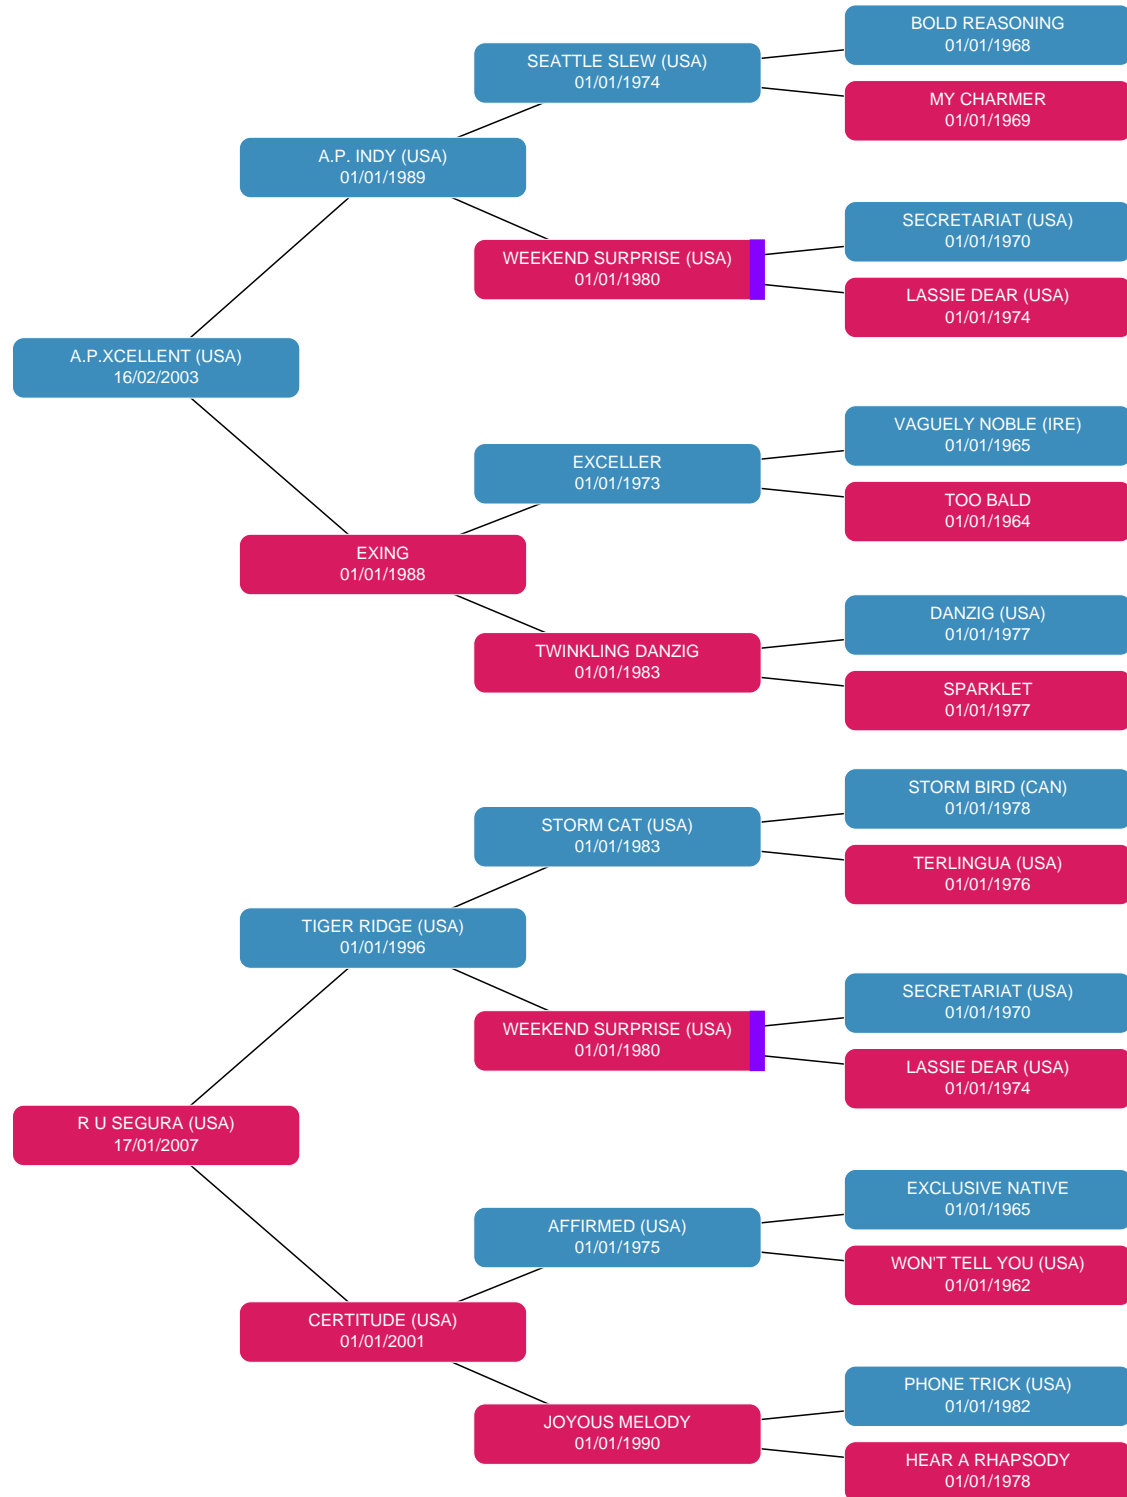 BOLD REASONING
01/01/1968
SEATTLE SLEW (USA)
01/01/1974
MY CHARMER
01/01/1969
A.P. INDY (USA)
01/01/1989
SECRETARIAT (USA)
01/01/1970
WEEKEND SURPRISE (USA)
01/01/1980
LASSIE DEAR (USA)
01/01/1974
A.P.XCELLENT (USA)
16/02/2003
VAGUELY NOBLE (IRE)
01/01/1965
EXCELLER
01/01/1973
TOO BALD
01/01/1964
EXING
01/01/1988
DANZIG (USA)
01/01/1977
TWINKLING DANZIG
01/01/1983
SPARKLET
01/01/1977
STORM BIRD (CAN)
01/01/1978
STORM CAT (USA)
01/01/1983
TERLINGUA (USA)
01/01/1976
TIGER RIDGE (USA)
01/01/1996
SECRETARIAT (USA)
01/01/1970
WEEKEND SURPRISE (USA)
01/01/1980
LASSIE DEAR (USA)
01/01/1974
R U SEGURA (USA)
17/01/2007
EXCLUSIVE NATIVE
01/01/1965
AFFIRMED (USA)
01/01/1975
WON'T TELL YOU (USA)
01/01/1962
CERTITUDE (USA)
01/01/2001
PHONE TRICK (USA)
01/01/1982
JOYOUS MELODY
01/01/1990
HEAR A RHAPSODY
01/01/1978